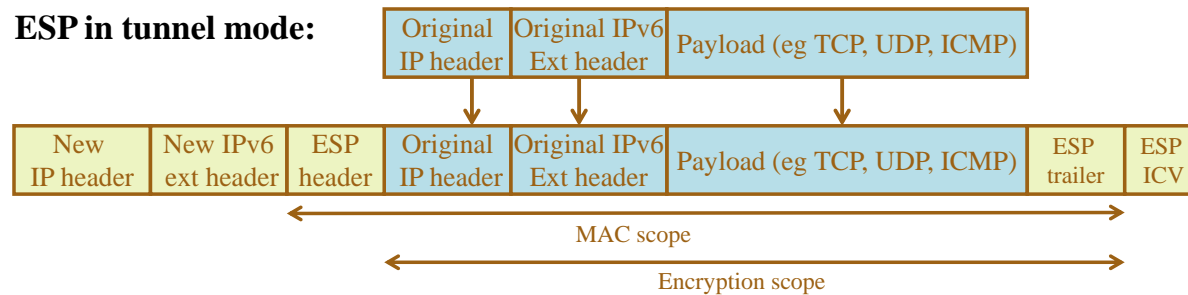 ESP in tunnel mode:
Original
IP header
Original IPv6
Ext header
Payload (eg TCP, UDP, ICMP)
New
IP header
New IPv6
ext header
ESP
header
Original
IP header
Original IPv6
Ext header
Payload (eg TCP, UDP, ICMP)
ESP
trailer
ESP
ICV
MAC scope
Encryption scope